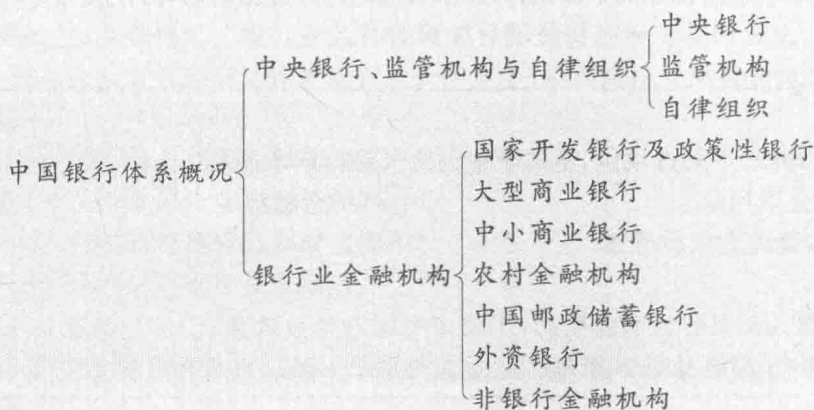 中国银行体系概况
中央银行、监管机构与自律组织
中央银行
监管机构
自律组织
银行业金融机构
国家开发银行及政策性银行
大型商业银行
中小商业银行
农村金融机构
中国邮政储蓄银行
外资银行
非银行金融机构